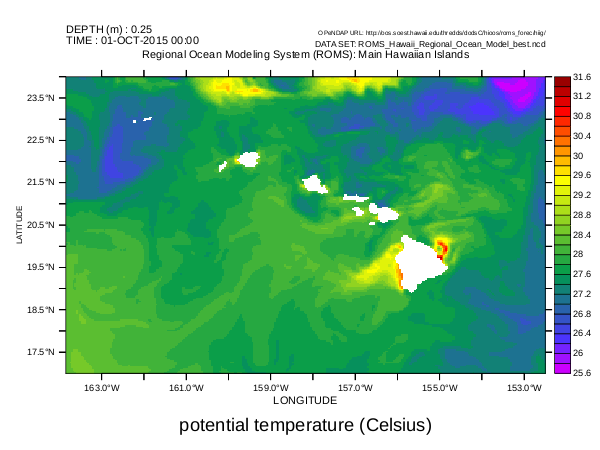 DEPTH (m) : 0.25
TIME : 01-OCT-2015 00:00
OPeNDAP URL: http://oos.soest.hawaii.edu/thredds/dodsC/hioos/roms_forec/hiig/
DATA SET: ROMS_Hawaii_Regional_Ocean_Model_best.ncd
Regional Ocean Modeling System (ROMS): Main Hawaiian Islands
LATITUDE
23.5°N
22.5°N
21.5°N
20.5°N
19.5°N
18.5°N
17.5°N
163.0°W 161.0°W 159.0°W 157.0°W 155.0°W 153.0°W
LONGITUDE
31.6
31.2
30.8
30.4
30
29.6
29.2
28.8
28.4
28
27.6
27.2
26.8
26.4
26
25.6
potential temperature (Celsius)